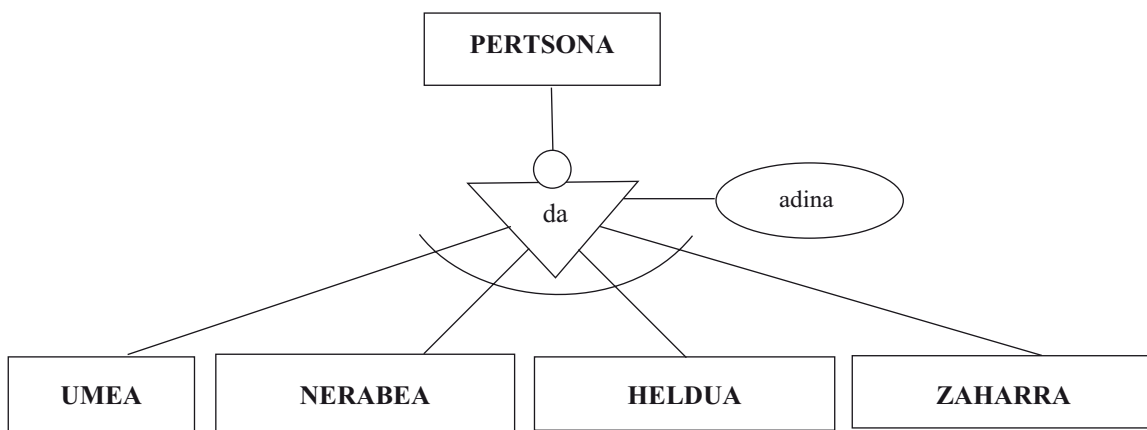 PERTSONA
da
adina
UMEA
NERABEA
HELDUA
ZAHARRA